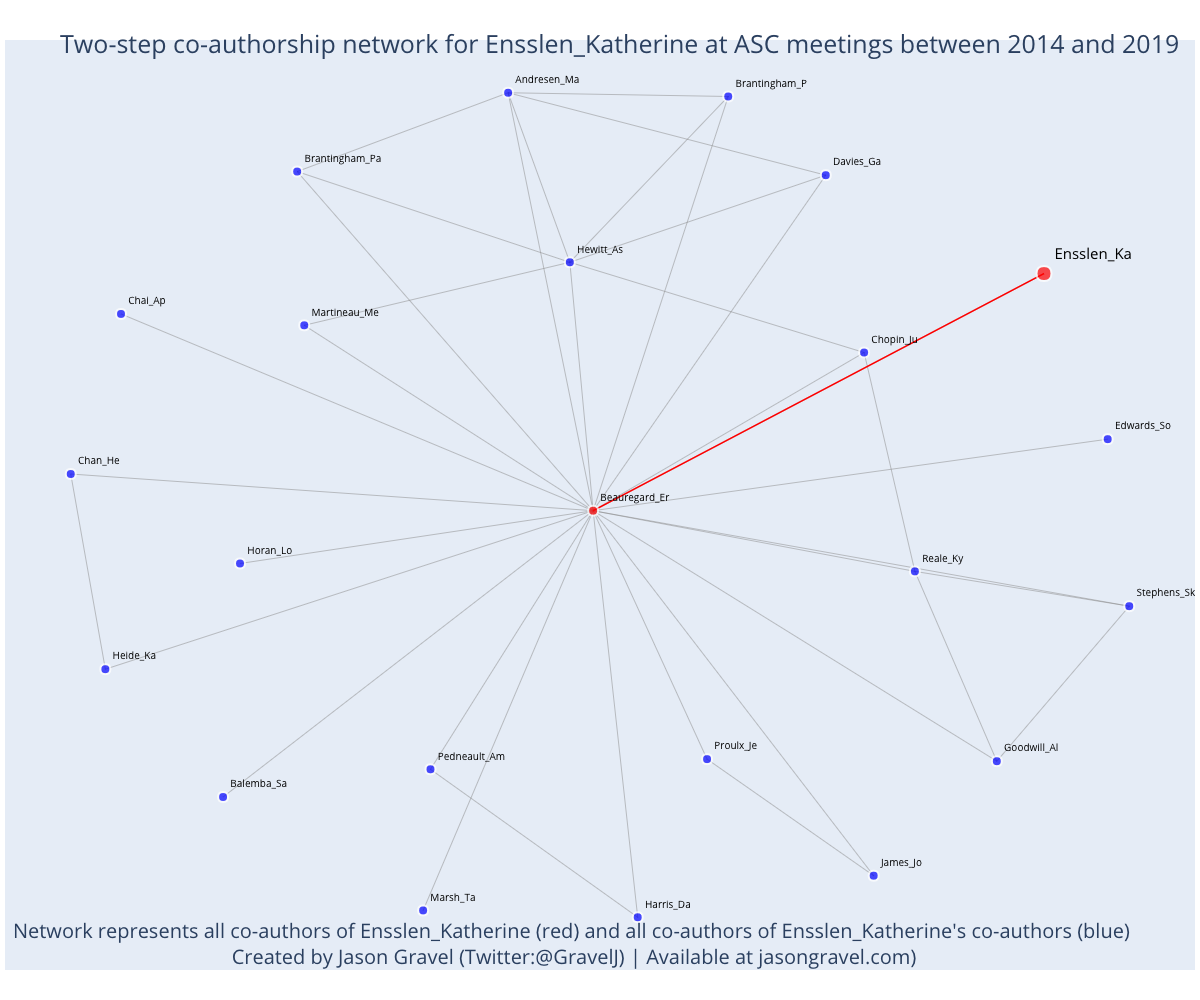 Two-step co-authorship network for Ensslen_Katherine at ASC meetings between 2014 and 2019
Andresen_Ma
Brantingham_P
Brantingham_Pa
Davies_Ga
Hewitt_As
Ensslen_Ka
Chai_Ap
Martineau_Me
Chopin_Ju
Edwards_So
Chan_He
Beauregard_Er
Horan_Lo
Reale_Ky
Stephens_Sk
Heide_Ka
Proulx_Je
Goodwill_Al
Pedneault_Am
Balemba_Sa
James_Jo
Marsh_Ta
Harris_Da
Network represents all co-authors of Ensslen_Katherine (red) and all co-authors of Ensslen_Katherine's co-authors (blue)
Created by Jason Gravel (Twitter:@GravelJ) | Available at jasongravel.com)